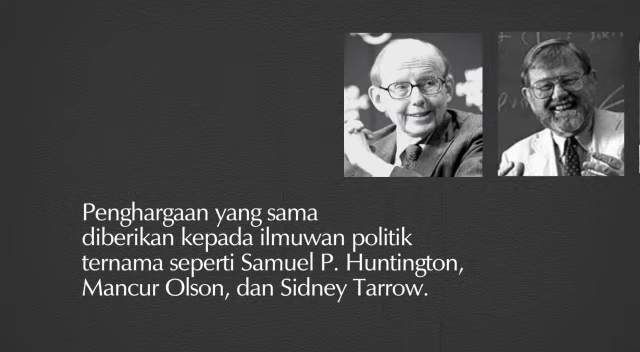 Penghargaan yang sama
diberikan kepada ilmuwan politik
ternama seperti Samuel P. Huntington,
Mancur Olson, dan Sidney Tarrow.